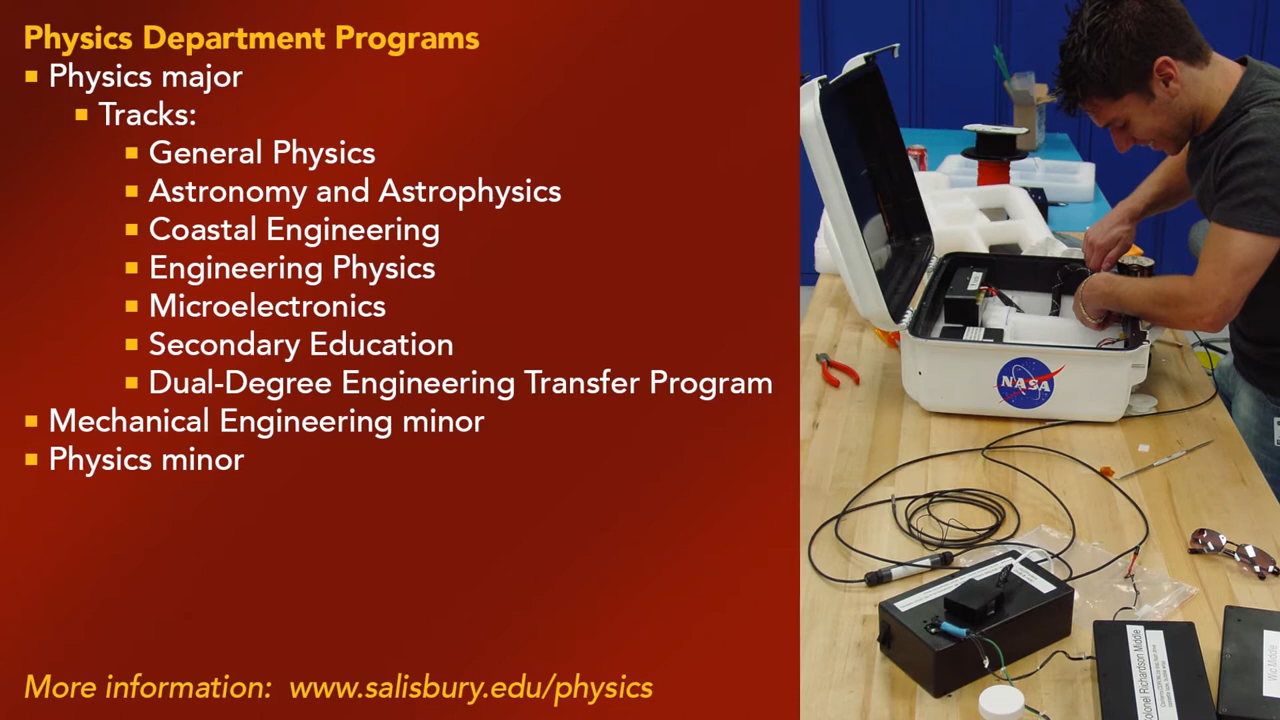 Physics Department Programs
Physics major
Tracks:
General Physics
Astronomy and Astrophysics
Coastal Engineering
Engineering Physics
Microelectronics
Secondary Education
Dual-Degree Engineering Transfer Program
Mechanical Engineering minor
Physics minor
More information: www.salisbury.edu/physics
NASA
Richardson Middle